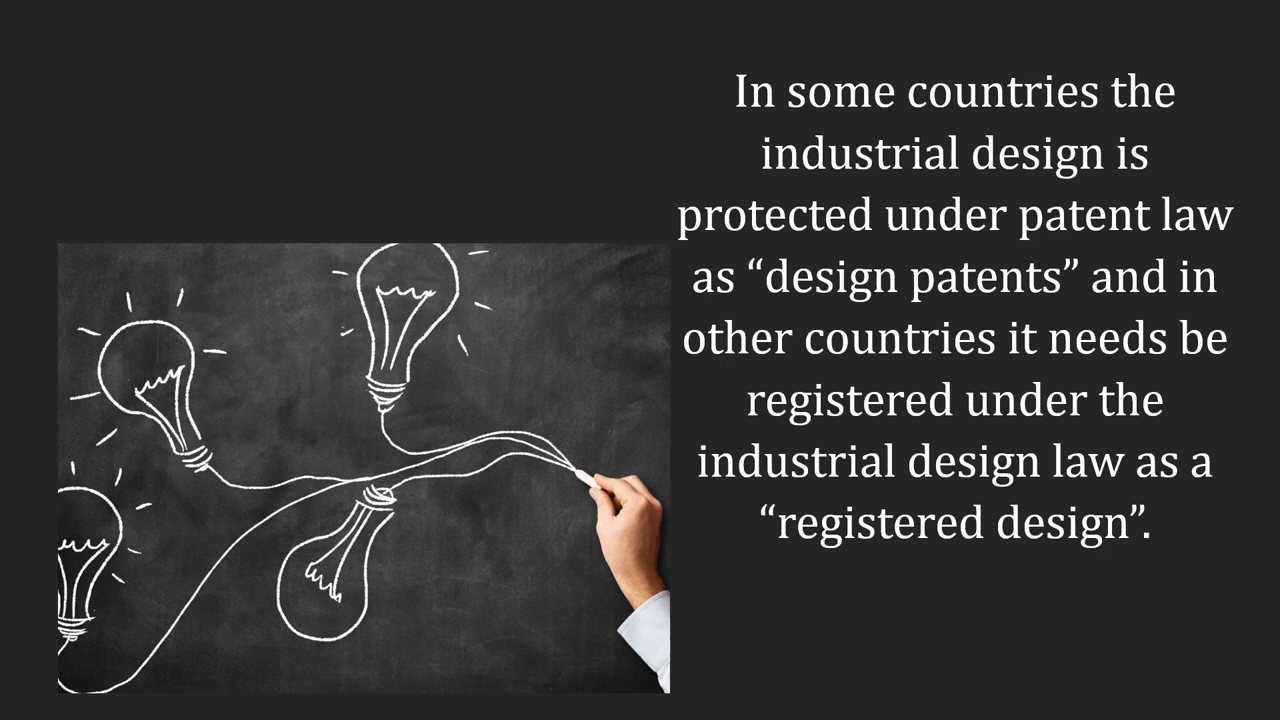 In some countries the
industrial design is
protected under patent law
as “design patents” and in
other countries it needs be
registered under the
industrial design law as a
“registered design”.